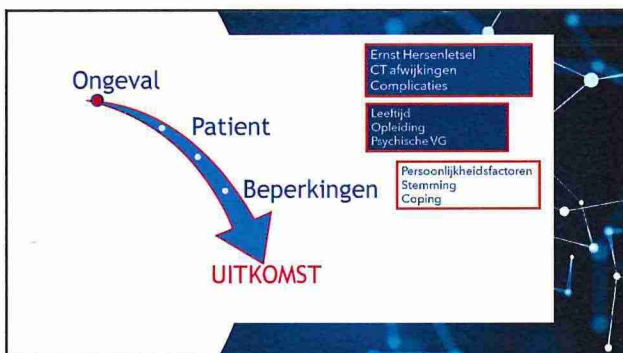 Ongeval
Patient
Beperkingen
UITKOMST
Ernst Hersenletsel
CT afwijkingen
Complicaties
Leeftijd
Opleiding
Psychische VG
Persoonlijkheidsfactoren
Stemming
Coping